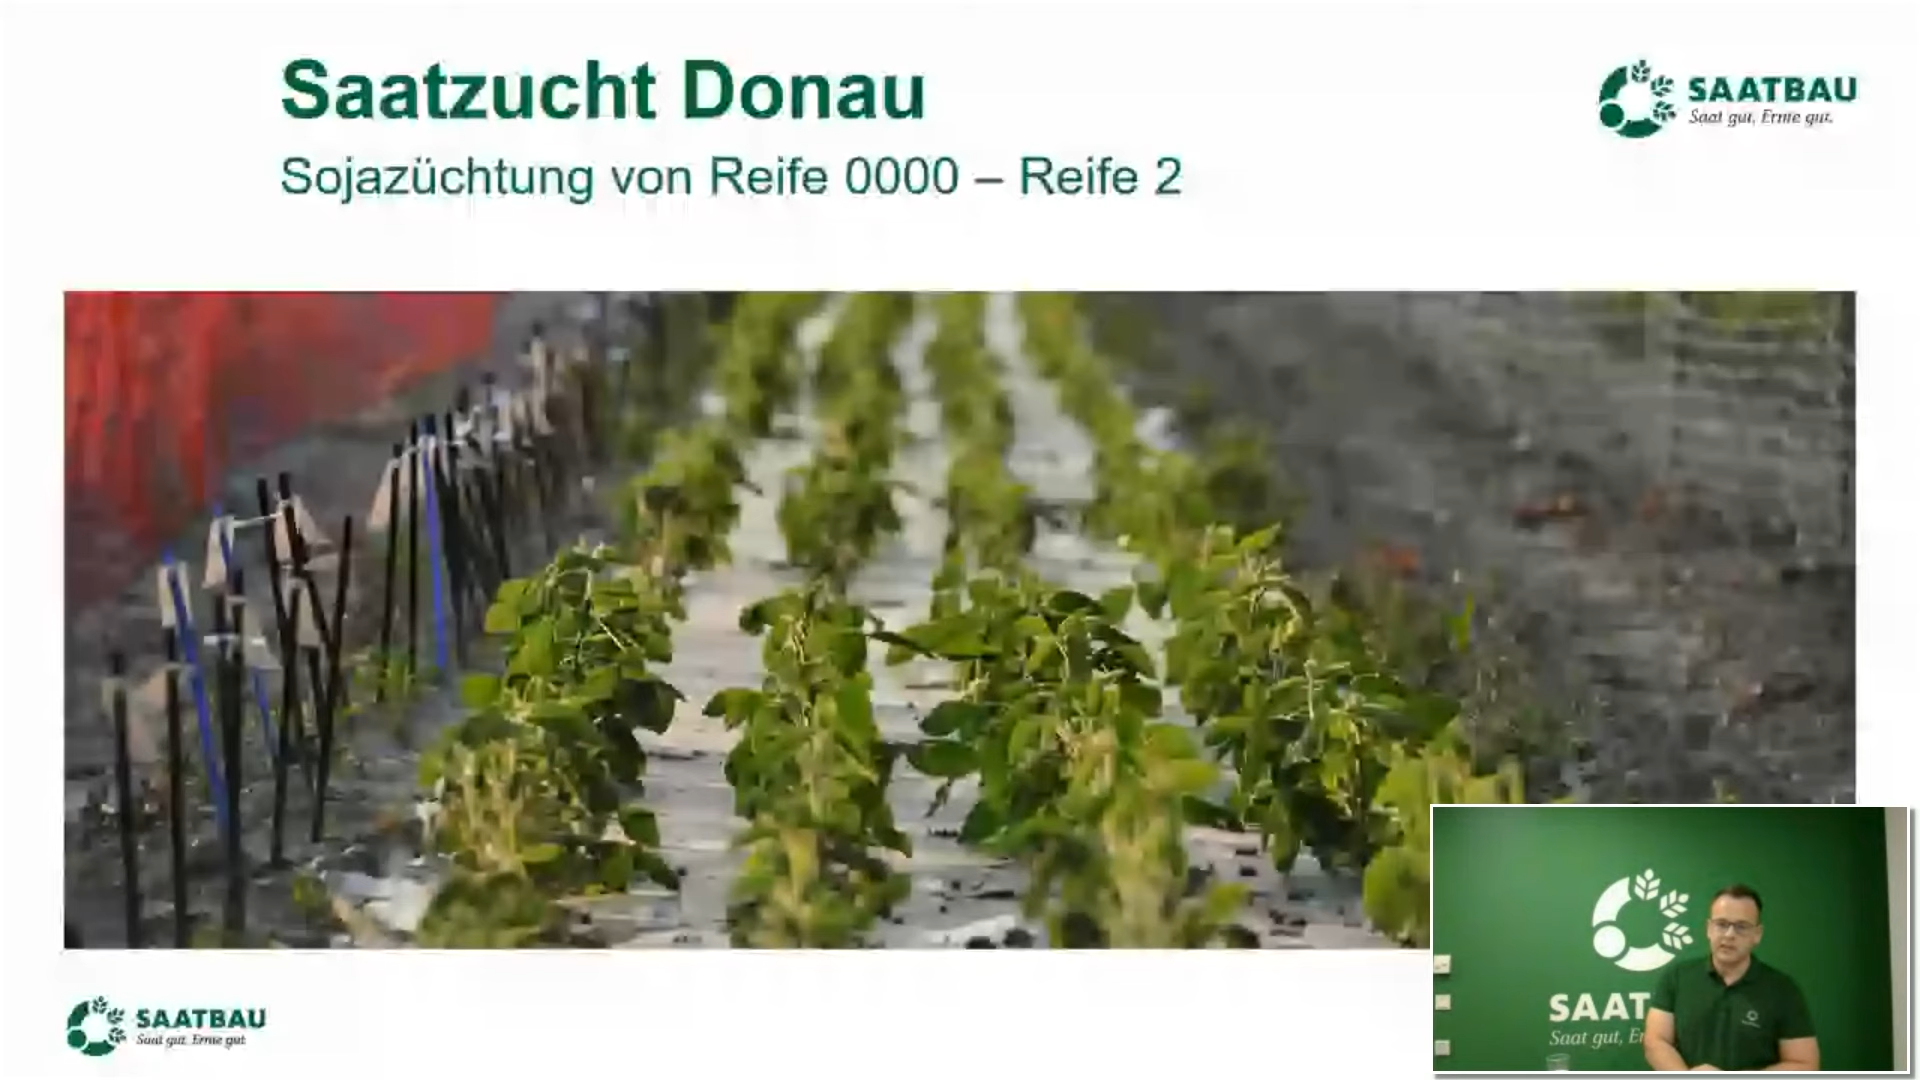 Saatzucht Donau
SAATBAU
Saat gut, Ernte gut.
Sojazüchtung von Reife 0000 – Reife 2
SAATBAU
Saat gut, Ernte gut
SAAT
Saat gut, Er